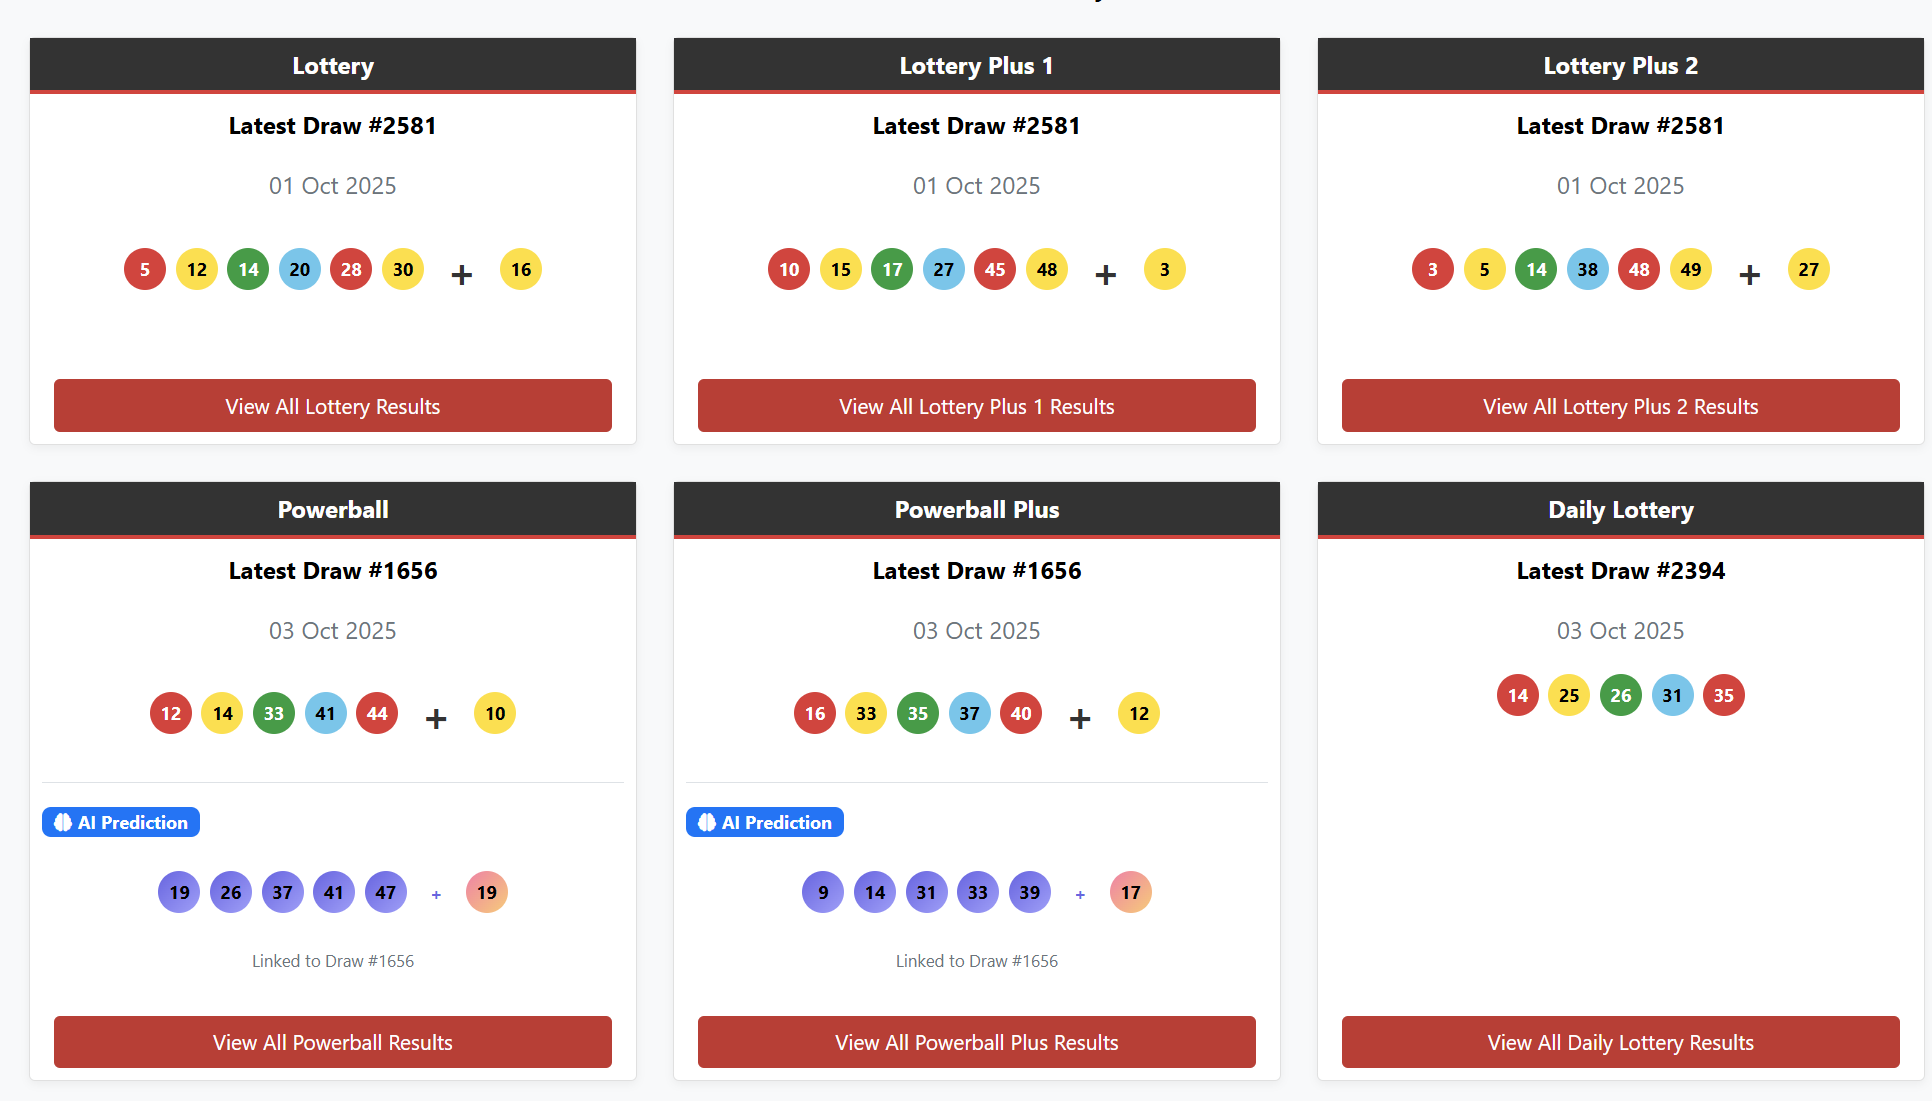 Lottery
Latest Draw #2581
01 Oct 2025
5 12 14 20 28 30 + 16
View All Lottery Results
Lottery Plus 1
Latest Draw #2581
01 Oct 2025
10 15 17 27 45 48 + 3
View All Lottery Plus 1 Results
Lottery Plus 2
Latest Draw #2581
01 Oct 2025
3 5 14 38 48 49 + 27
View All Lottery Plus 2 Results
Powerball
Latest Draw #1656
03 Oct 2025
12 14 33 41 44 + 10
AI Prediction
19 26 37 41 47 + 19
Linked to Draw #1656
View All Powerball Results
Powerball Plus
Latest Draw #1656
03 Oct 2025
16 33 35 37 40 + 12
AI Prediction
9 14 31 33 39 + 17
Linked to Draw #1656
View All Powerball Plus Results
Daily Lottery
Latest Draw #2394
03 Oct 2025
14 25 26 31 35
View All Daily Lottery Results